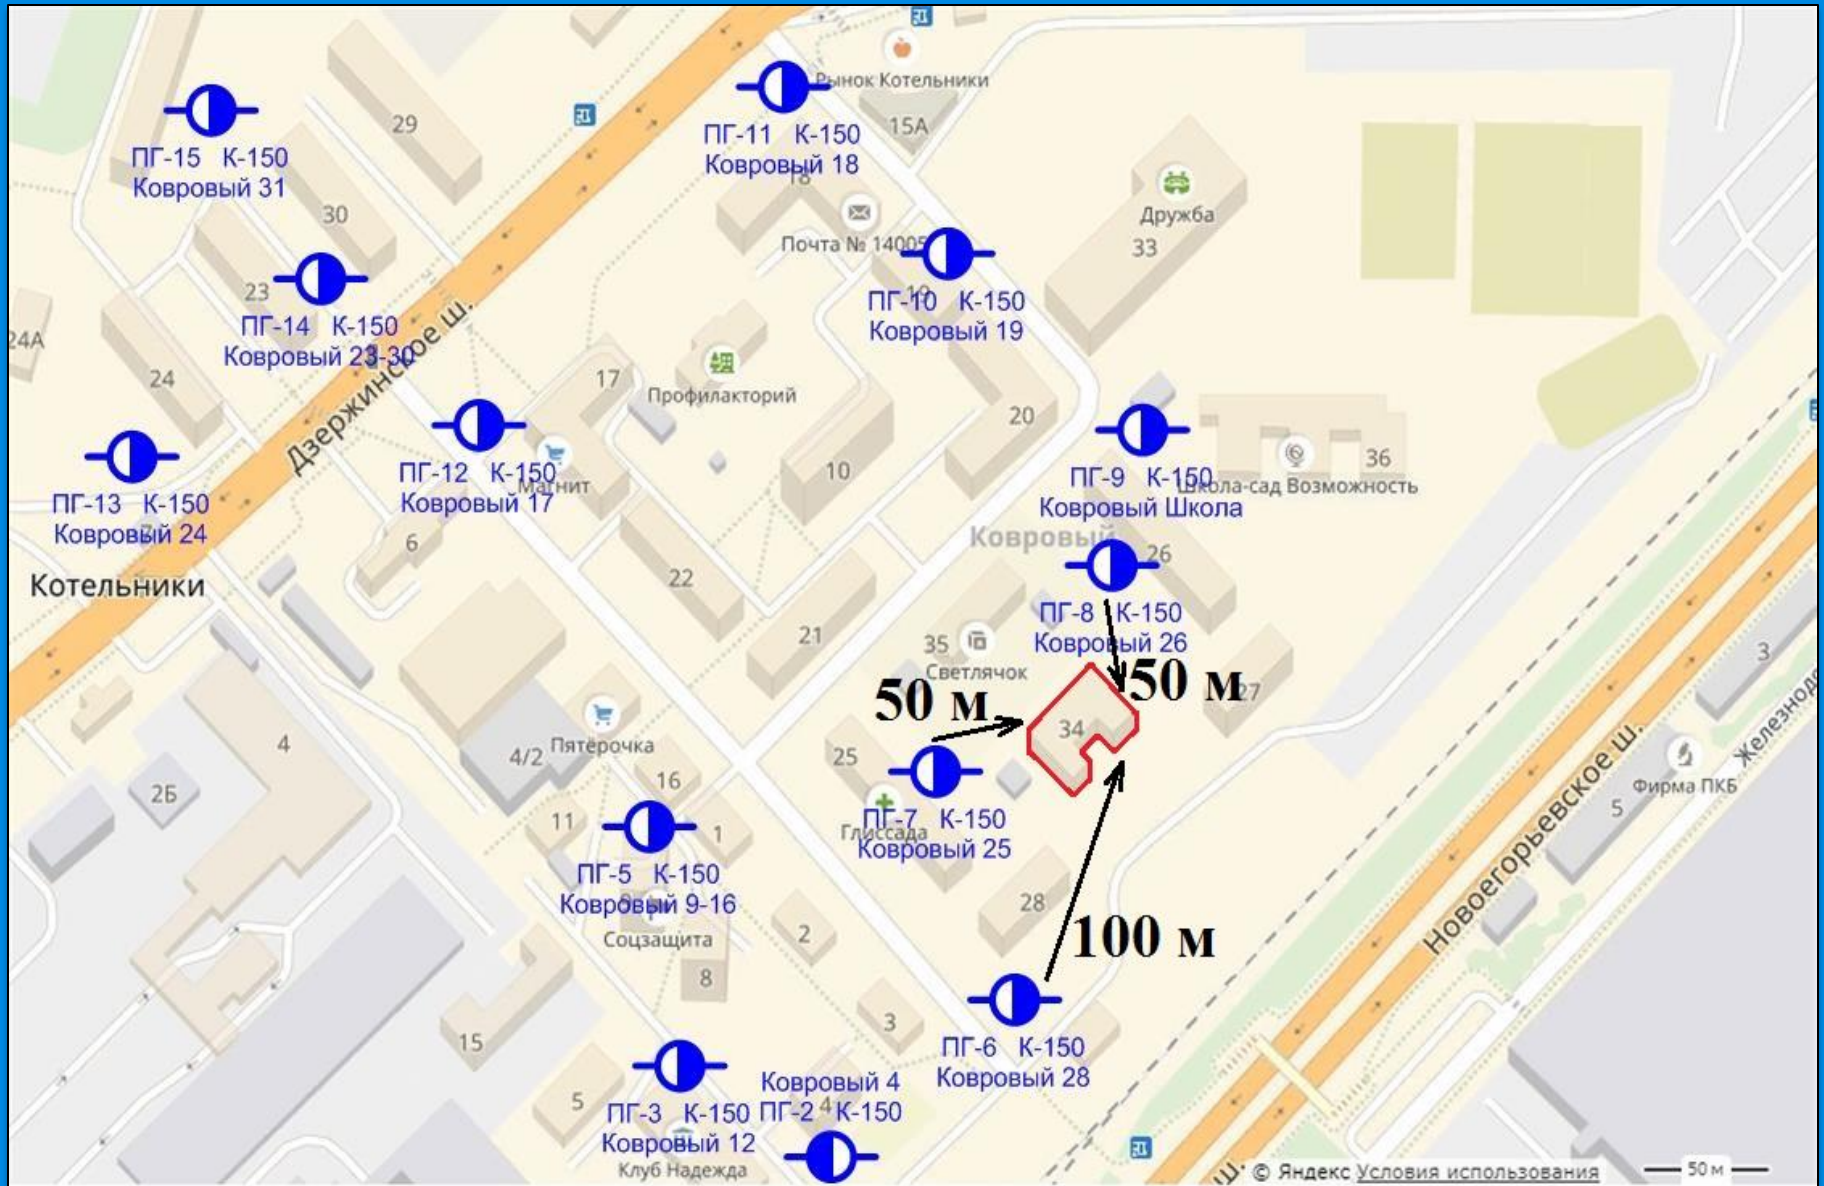 Рынок Котельники
15А
29
ПГ-11 К-150
Ковровый 18
18
ПГ-15 К-150
Ковровый 31
30
Дружба
33
Почта № 14005
ПГ-10 К-150
Ковровый 19
19
23
ПГ-14 К-150
Ковровый 23-30
24А
24
Дзержинское ш.
17
Профилакторий
20
10
36
ПГ-12 К-150
Ковровый 17
Магнит
ПГ-9 К-150
Ковровый Школа
Школа-сад Возможность
ПГ-13 К-150
Ковровый 24
6
Ковровый
26
Котельники
22
21
ПГ-8 К-150
Ковровый 26
35
Светлячок
50 м
50 м
27
34
3
4
4/2
Пятёрочка
25
16
2Б
11
1
ПГ-7 К-150
Глиссада
Ковровый 25
Фирма ПКБ
5
Новоегорьевское ш.
Железнодо
ПГ-5 К-150
Ковровый 9-16
Соцзащита
28
2
100 м
8
3
15
ПГ-6 К-150
Ковровый 28
5
Ковровый 4
ПГ-3 К-150
ПГ-2 К-150
4
Ковровый 12
Клуб Надежда
ш.
© Яндекс Условия использования
50 м